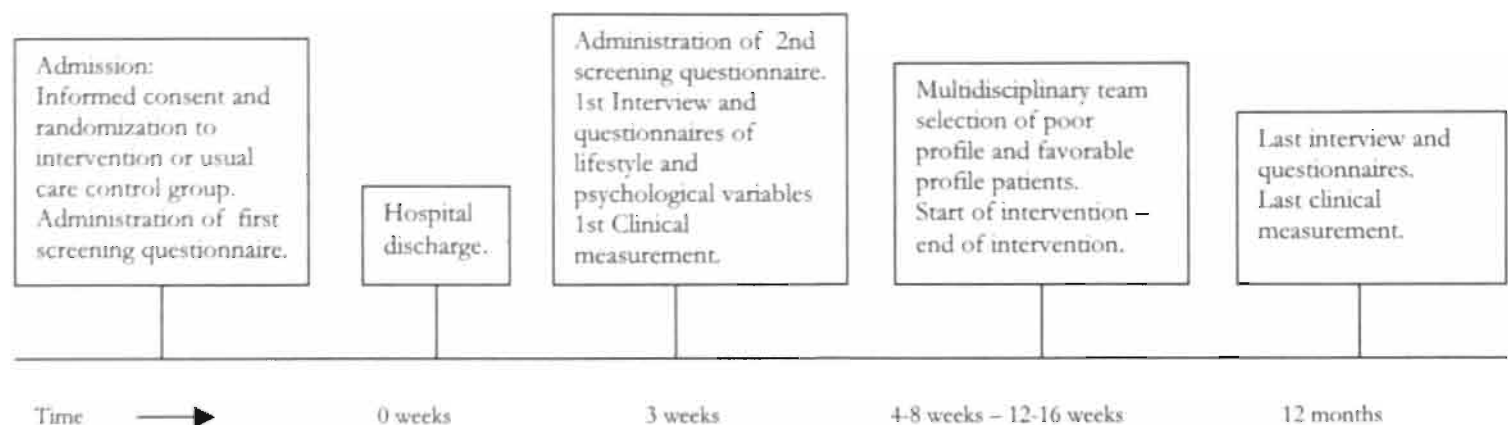 Admission:
Informed consent and
randomization to
intervention or usual
care control group.
Administration of first
screening questionnaire.
Hospital
discharge.
Administration of 2nd
screening questionnaire.
1st Interview and
questionnaires of
lifestyle and
psychological variables
1st Clinical
measurement.
Multidisciplinary team
selection of poor
profile and favorable
profile patients.
Start of intervention –
end of intervention.
Last interview and
questionnaires.
Last clinical
measurement.
Time
0 weeks
3 weeks
4-8 weeks – 12-16 weeks
12 months